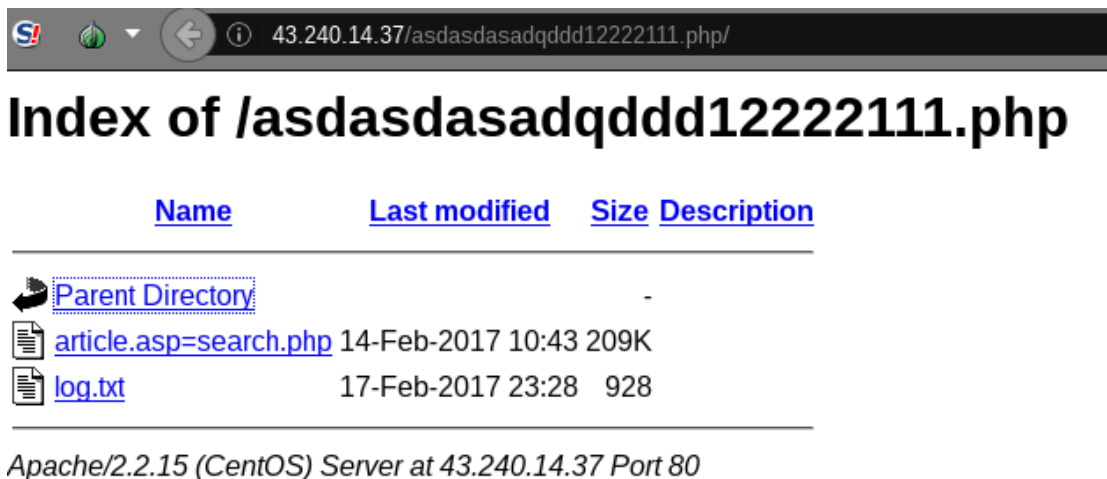 S!
43.240.14.37/asdasdasadqddd12222111.php/
Index of /asdasdasadqddd12222111.php
Name Last modified Size Description
Parent Directory -
article.asp=search.php 14-Feb-2017 10:43 209K
log.txt 17-Feb-2017 23:28 928
Apache/2.2.15 (CentOS) Server at 43.240.14.37 Port 80